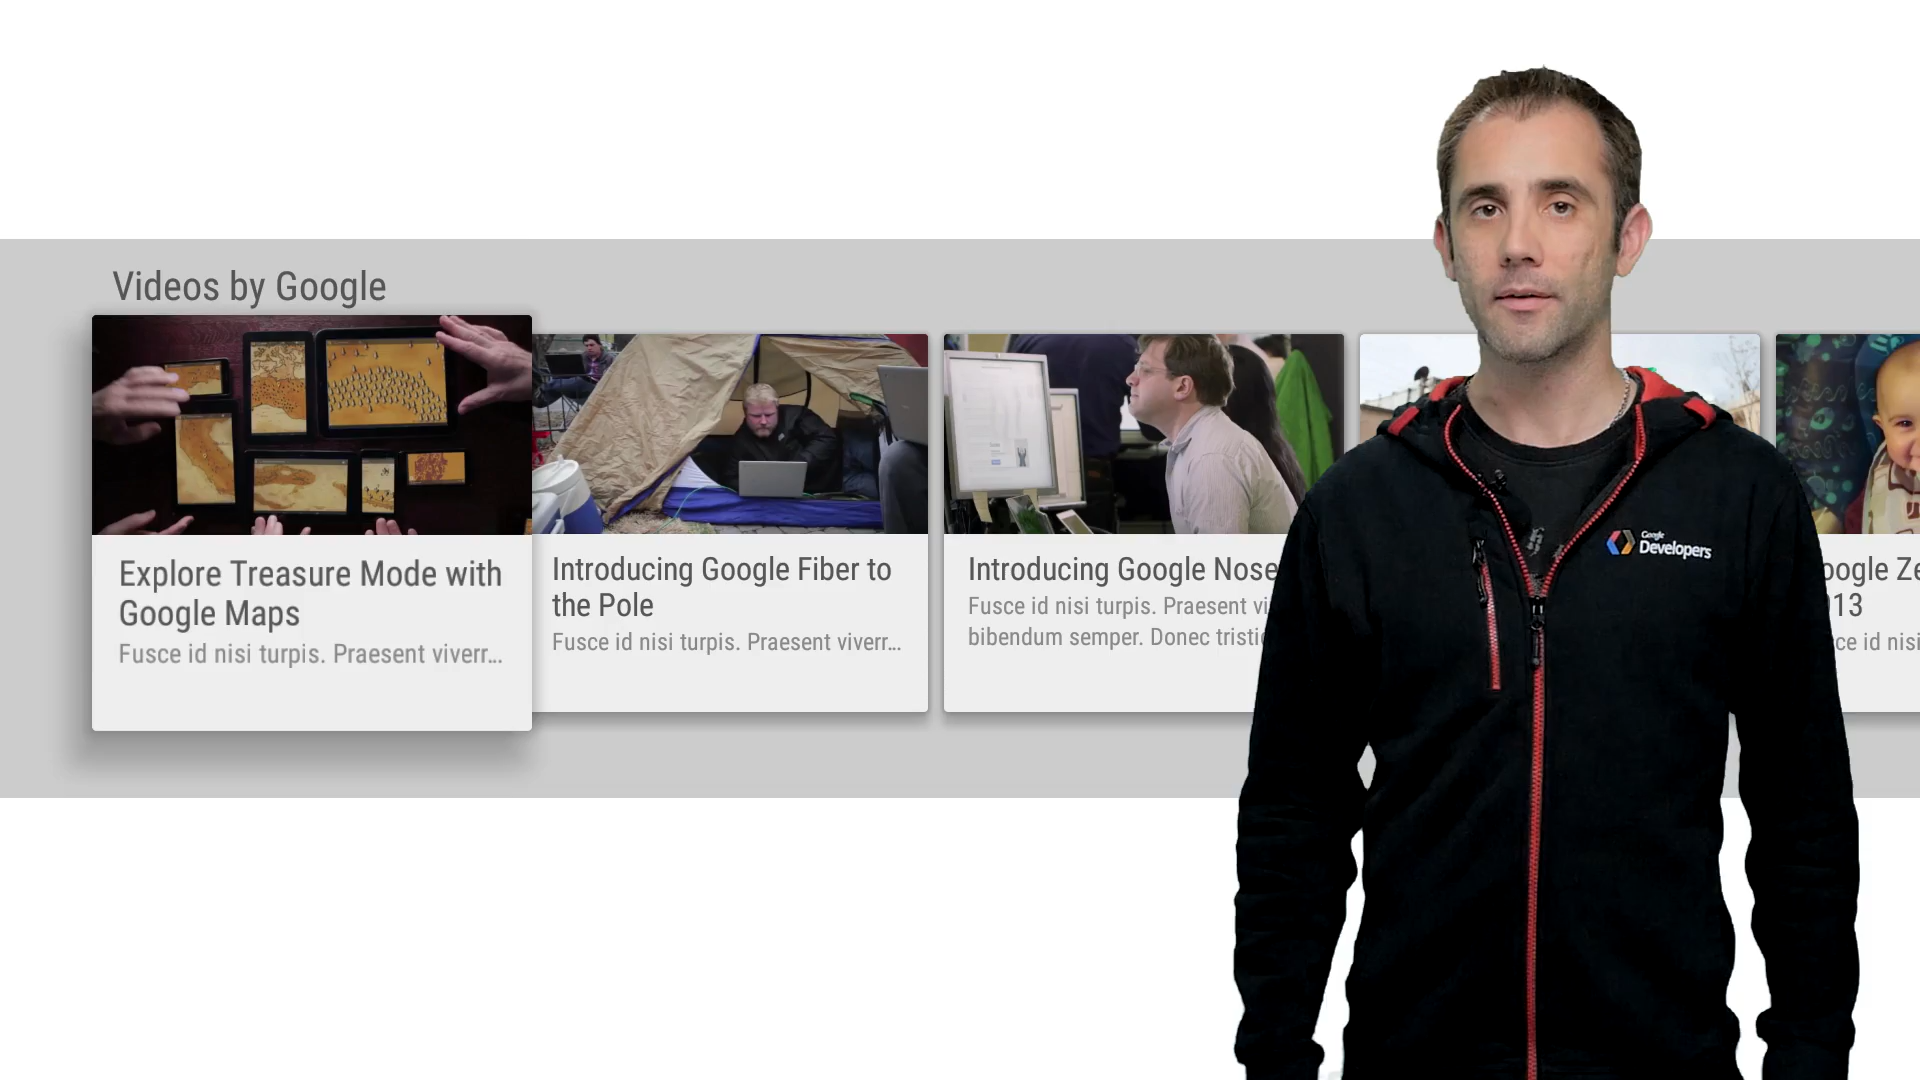 Videos by Google
Explore Treasure Mode with
Google Maps
Fusce id nisi turpis. Praesent viverr...
Introducing Google Fiber to
the Pole
Fusce id nisi turpis. Praesent viverr...
Introducing Google Nose
Fusce id nisi turpis. Praesent
bibendum semper. Donec
Google
Developers